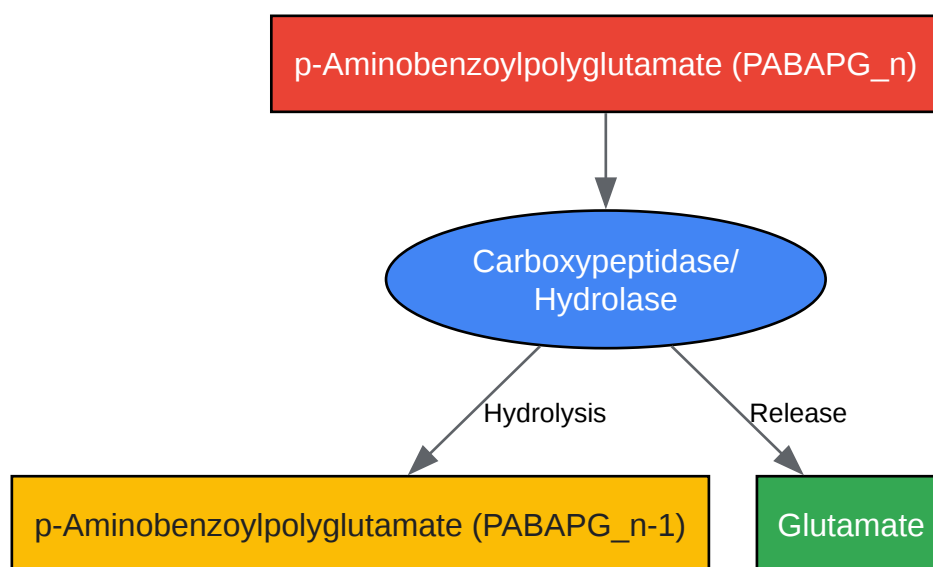 p-Aminobenzoylpolyglutamate (PABAPG_n)
Carboxypeptidase/
Hydrolase
Hydrolysis
Release
p-Aminobenzoylpolyglutamate (PABAPG_n-1)
Glutamate